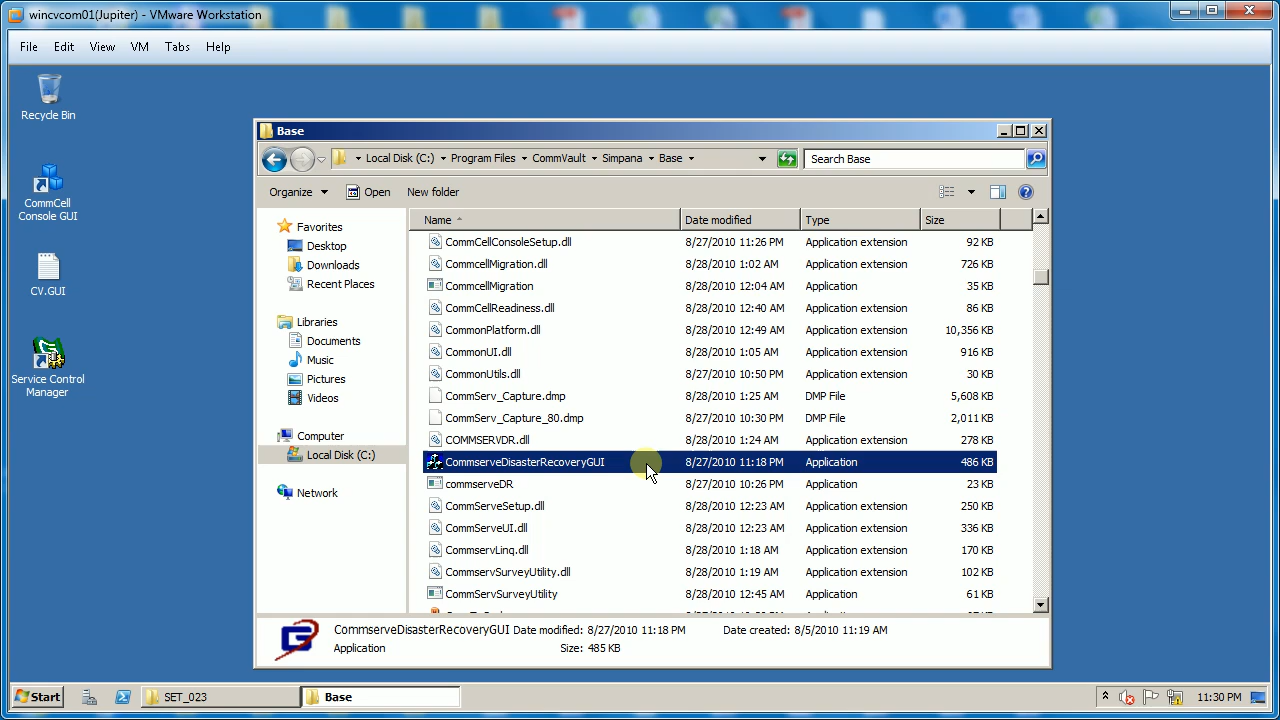 wincvcom01(Jupiter) - VMware Workstation
File Edit View VM Tabs Help
Recycle Bin
CommCell
Console GUI
CV.GUI
Service Control
Manager
Base
Local Disk (C:) Program Files CommVault Simpana Base
Search Base
Organize Open New folder
Favorites
Desktop
Downloads
Recent Places
Libraries
Documents
Music
Pictures
Videos
Computer
Local Disk (C:)
Network
Name Date modified Type Size
CommCellConsoleSetup.dll 8/27/2010 11:26 PM Application extension 92 KB
CommcellMigration.dll 8/28/2010 1:02 AM Application extension 726 KB
CommcellMigration 8/28/2010 12:04 AM Application 35 KB
CommCellReadiness.dll 8/28/2010 12:40 AM Application extension 86 KB
CommonPlatform.dll 8/28/2010 12:49 AM Application extension 10,356 KB
CommonUI.dll 8/28/2010 1:05 AM Application extension 916 KB
CommonUtils.dll 8/27/2010 10:50 PM Application extension 30 KB
CommServ_Capture.dmp 8/28/2010 1:25 AM DMP File 5,608 KB
CommServ_Capture_80.dmp 8/27/2010 10:30 PM DMP File 2,011 KB
COMMSERVDR.dll 8/28/2010 1:24 AM Application extension 278 KB
CommserveDisasterRecoveryGUI 8/27/2010 11:18 PM Application 486 KB
commserveDR 8/27/2010 10:26 PM Application 23 KB
CommServeSetup.dll 8/28/2010 12:23 AM Application extension 250 KB
CommServeUI.dll 8/28/2010 12:23 AM Application extension 336 KB
CommservLinq.dll 8/28/2010 1:18 AM Application extension 170 KB
CommservSurveyUtility.dll 8/28/2010 1:19 AM Application extension 102 KB
CommServSurveyUtility 8/28/2010 12:45 AM Application 61 KB
CommserveDisasterRecoveryGUI Date modified: 8/27/2010 11:18 PM Date created: 8/5/2010 11:19 AM
Application Size: 485 KB
Start SET_023 Base 11:30 PM